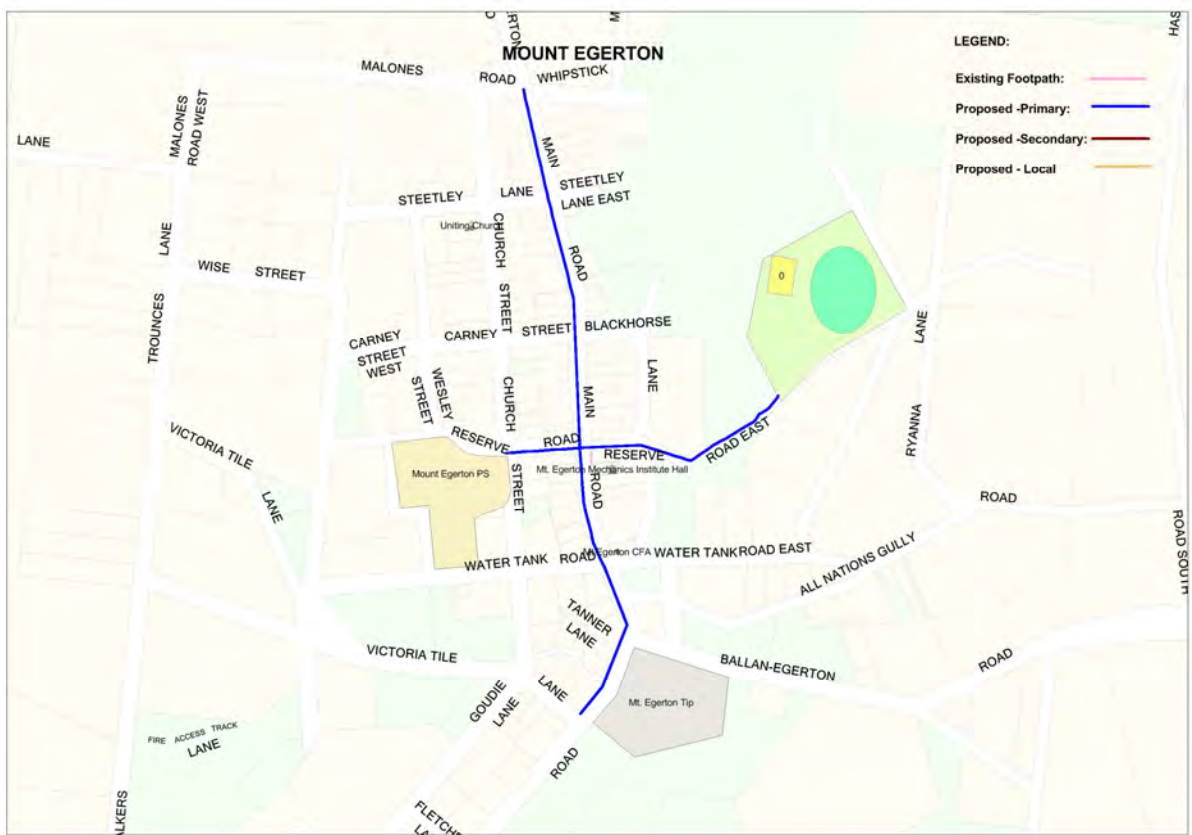 MOUNT EGERTON
LEGEND:
Existing Footpath:
Proposed -Primary:
Proposed -Secondary:
Proposed - Local
MALONES ROAD WHIPSTICK
MALONES
ROAD WEST
LANE
MAIN
STEETLEY LANE
STEETLEY
LANE EAST
Uniting Church
CHURCH
STREET
ROAD
LANE
WISE STREET
TROUNCES
CARNEY
STREET
WEST
CARNEY STREET
BLACKHORSE
LANE
0
LANE
RYANNA
WESLEY
STREET
CHURCH
MAIN
RESERVE ROAD
RESERVE
ROAD EAST
VICTORIA TILE
LANE
Mount Egerton PS
STREET
Mt. Egerton Mechanics Institute Hall
ROAD
ROAD
ROAD SOUTH
WATER TANK ROAD
Mt Egerton CFA
WATER TANK ROAD EAST
ALL NATIONS GULLY
TANNER
LANE
VICTORIA TILE
LANE
GOUDIE
LANE
BALLAN-EGERTON
ROAD
Mt. Egerton Tip
FIRE ACCESS TRACK
LANE
ROAD